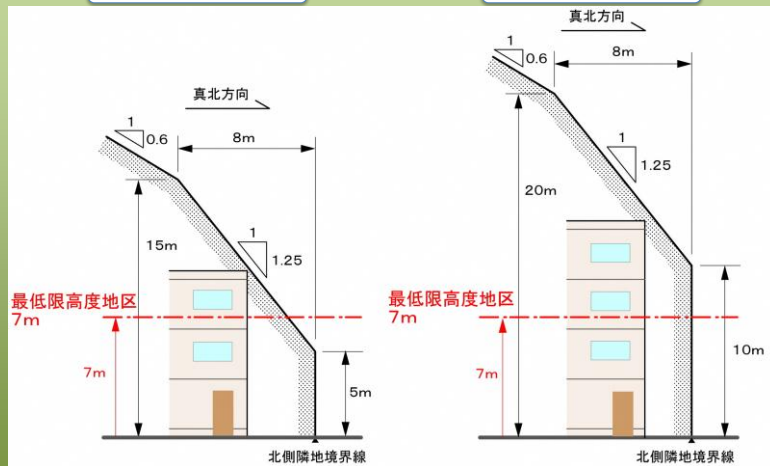 真北方向
1
0.6
8m
15m
1
1.25
最低限高度地区
7m
7m
5m
北側隣地境界線
真北方向
1
0.6
8m
20m
1
1.25
最低限高度地区
7m
7m
10m
北側隣地境界線